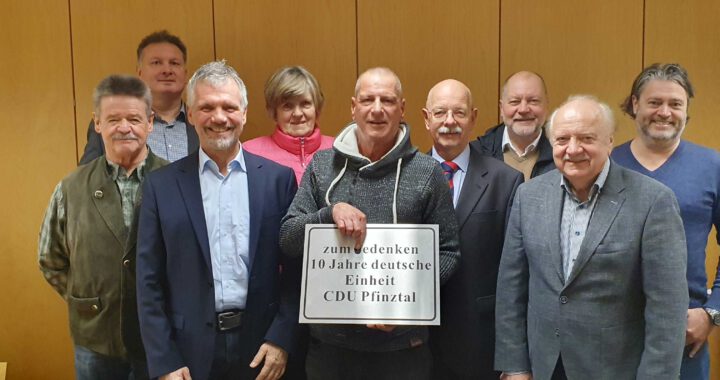 zum Gedenken
10 Jahre deutsche
Einheit
CDU Pfinztal